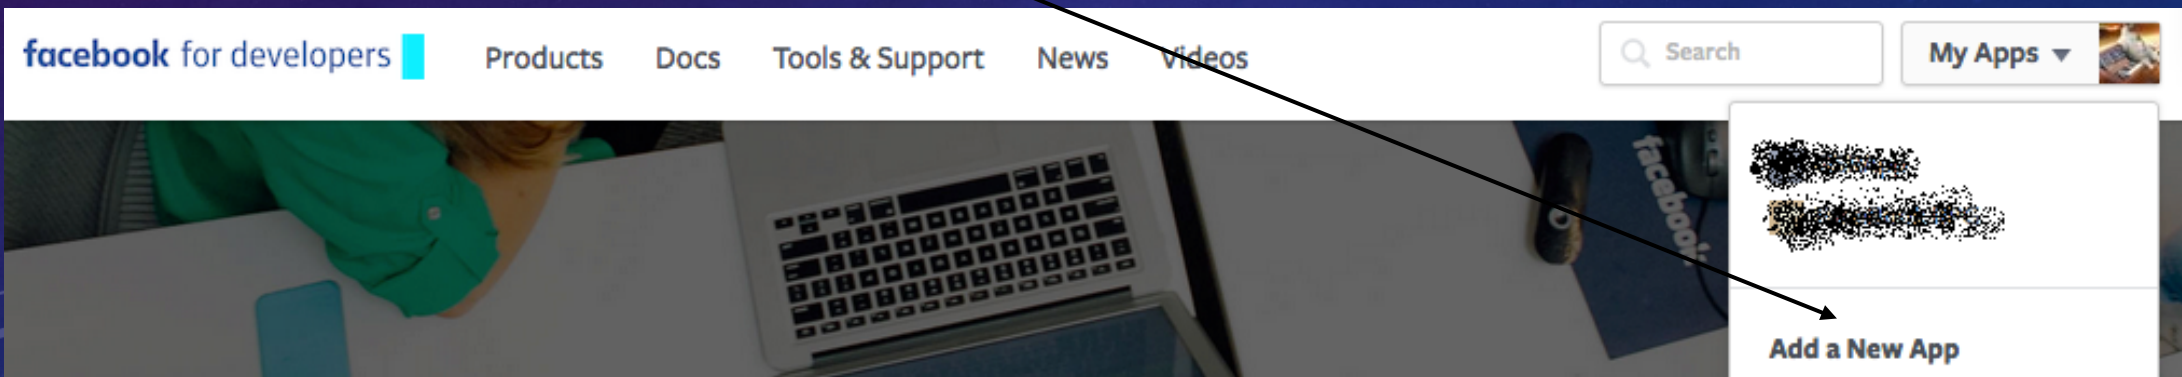 facebook for developers Products Docs Tools & Support News Videos Search My Apps
facebook
Add a New App